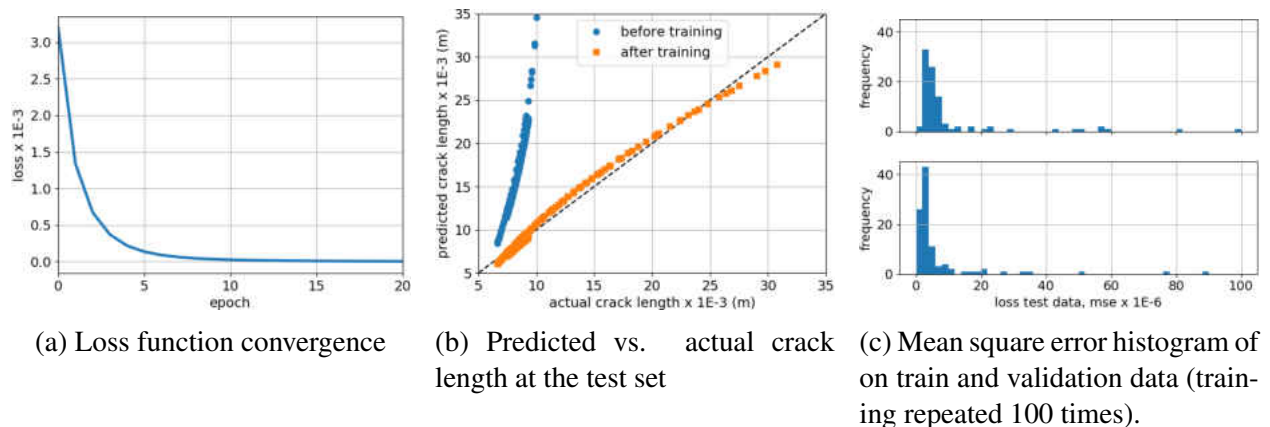 3.0
2.5
2.0
1.5
1.0
0.5
0.0
loss x 1E-3
0 5 10 15 20
epoch
(a) Loss function convergence
35
30
25
20
15
10
5
predicted crack length x 1E-3 (m)
before training
after training
5 10 15 20 25 30 35
actual crack length x 1E-3 (m)
(b) Predicted vs. actual crack
length at the test set
40
20
0
frequency
40
20
0
frequency
0 20 40 60 80 100
loss test data, mse x 1E-6
(c) Mean square error histogram of
on train and validation data (train-
ing repeated 100 times).